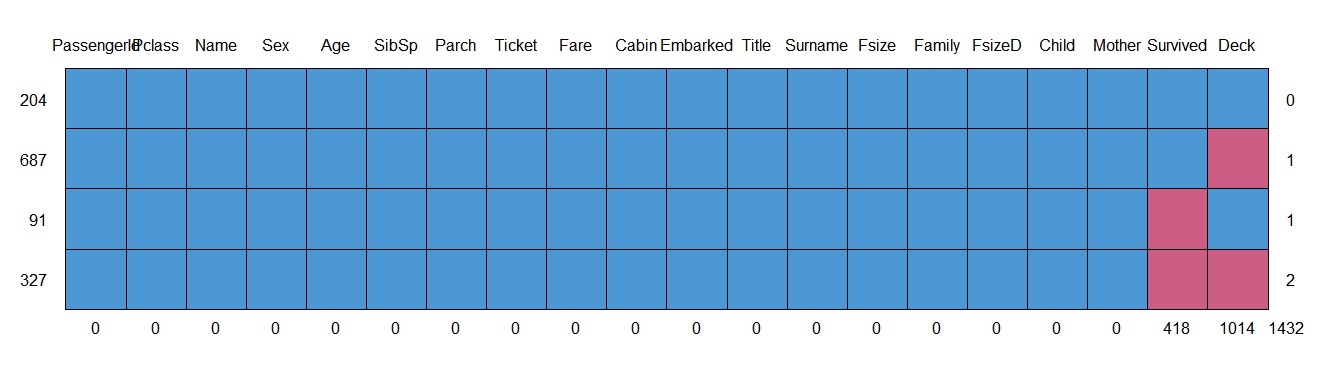 PassengerId Pclass Name Sex Age SibSp Parch Ticket Fare Cabin Embarked Title Surname Fsize Family FsizeD Child Mother Survived Deck
204 0
687 1
91 1
327 2
0 0 0 0 0 0 0 0 0 0 0 0 0 0 0 0 0 0 418 1014 1432